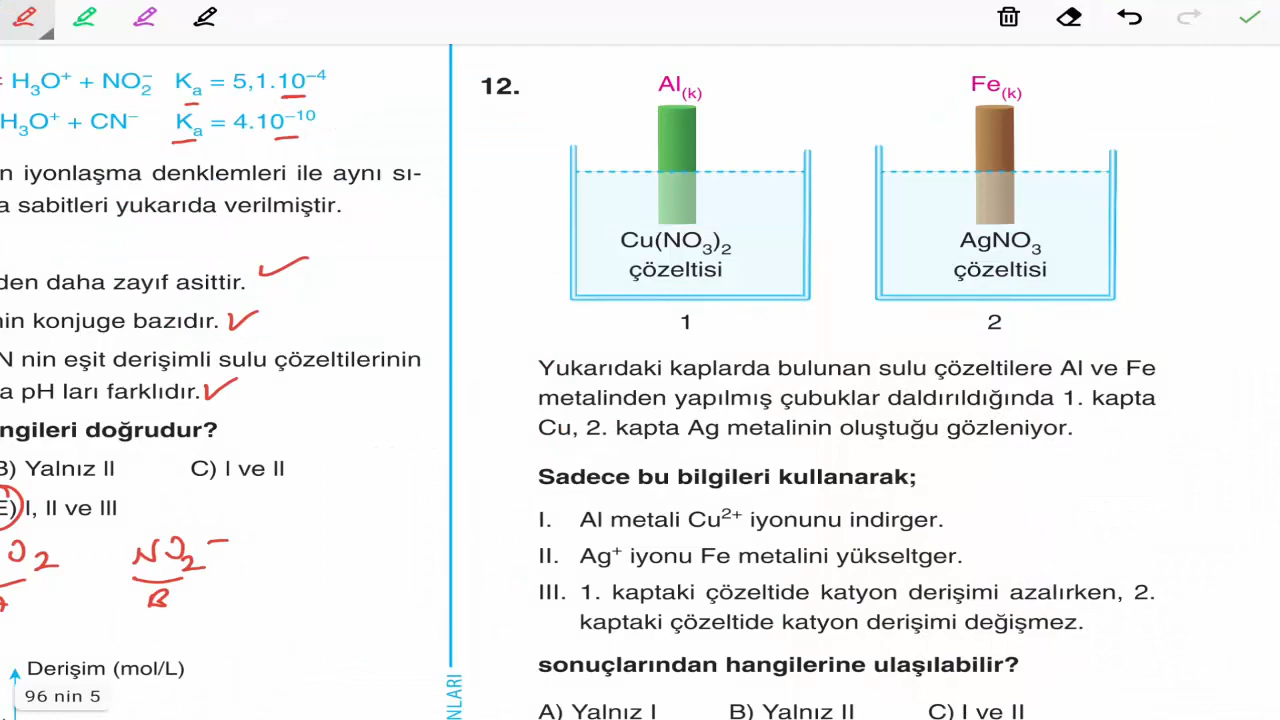 = H₃O⁺ + NO₂⁻ Kₐ = 5,1.10⁻⁴
H₃O⁺ + CN⁻ Kₐ = 4.10⁻¹⁰
n iyonlaşma denklemleri ile aynı sı-
a sabitleri yukarıda verilmiştir.
den daha zayıf asittir.
nin konjuge bazıdır.
N nin eşit derişimli sulu çözeltilerinin
a pH ları farklıdır.
ngileri doğrudur?
B) Yalnız II C) I ve II
E) I, II ve III
O₂ NO₂⁻
A B
Derişim (mol/L)
96 nin 5
NLARI
12.
Al(k) Fe(k)
Cu(NO₃)₂ AgNO₃
çözeltisi çözeltisi
1 2
Yukarıdaki kaplarda bulunan sulu çözeltilere Al ve Fe
metalinden yapılmış çubuklar daldırıldığında 1. kapta
Cu, 2. kapta Ag metalinin oluştuğu gözleniyor.
Sadece bu bilgileri kullanarak;
I. Al metali Cu²⁺ iyonunu indirger.
II. Ag⁺ iyonu Fe metalini yükseltger.
III. 1. kaptaki çözeltide katyon derişimi azalırken, 2.
kaptaki çözeltide katyon derişimi değişmez.
sonuçlarından hangilerine ulaşılabilir?
A) Yalnız I B) Yalnız II C) I ve II